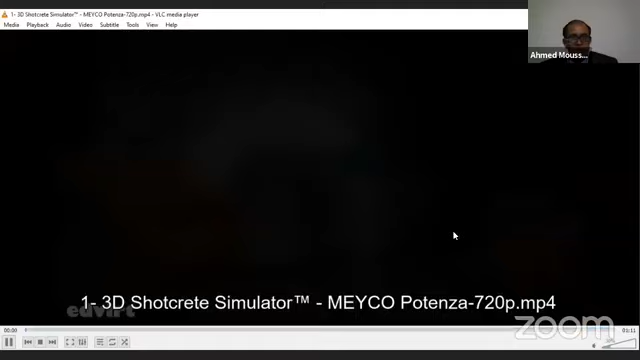 1- 3D Shotcrete Simulator™ - MEYCO Potenza-720p.mp4 - VLC media player
Media Playback Audio Video Subtitle Tools View Help
Ahmed Mouss...
edvirt
1- 3D Shotcrete Simulator™ - MEYCO Potenza-720p.mp4
zoom
00:00
01:11